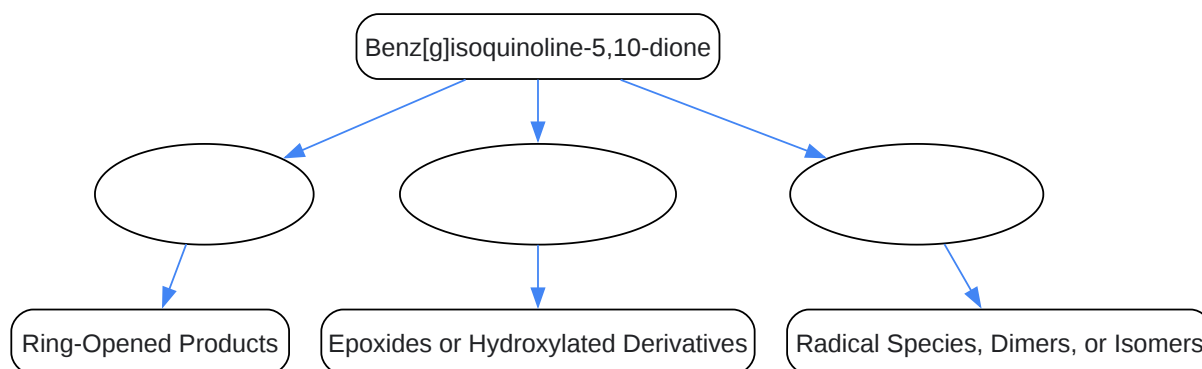 Benz[g]isoquinoline-5,10-dione
Ring-Opened Products
Epoxides or Hydroxylated Derivatives
Radical Species, Dimers, or Isomers